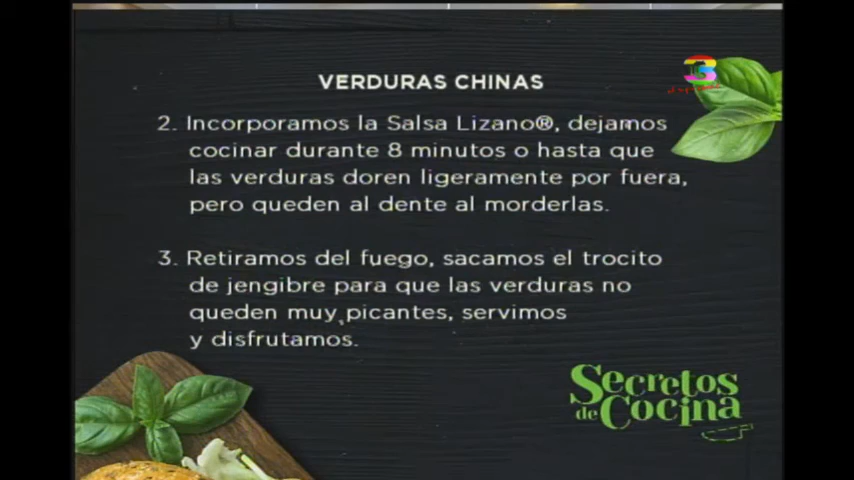 VERDURAS CHINAS
2. Incorporamos la Salsa Lizano®, dejamos
cocinar durante 8 minutos o hasta que
las verduras doren ligeramente por fuera,
pero queden al dente al morderlas.
3. Retiramos del fuego, sacamos el trocito
de jengibre para que las verduras no
queden muy picantes, servimos
y disfrutamos.
Secretos
de Cocina
3